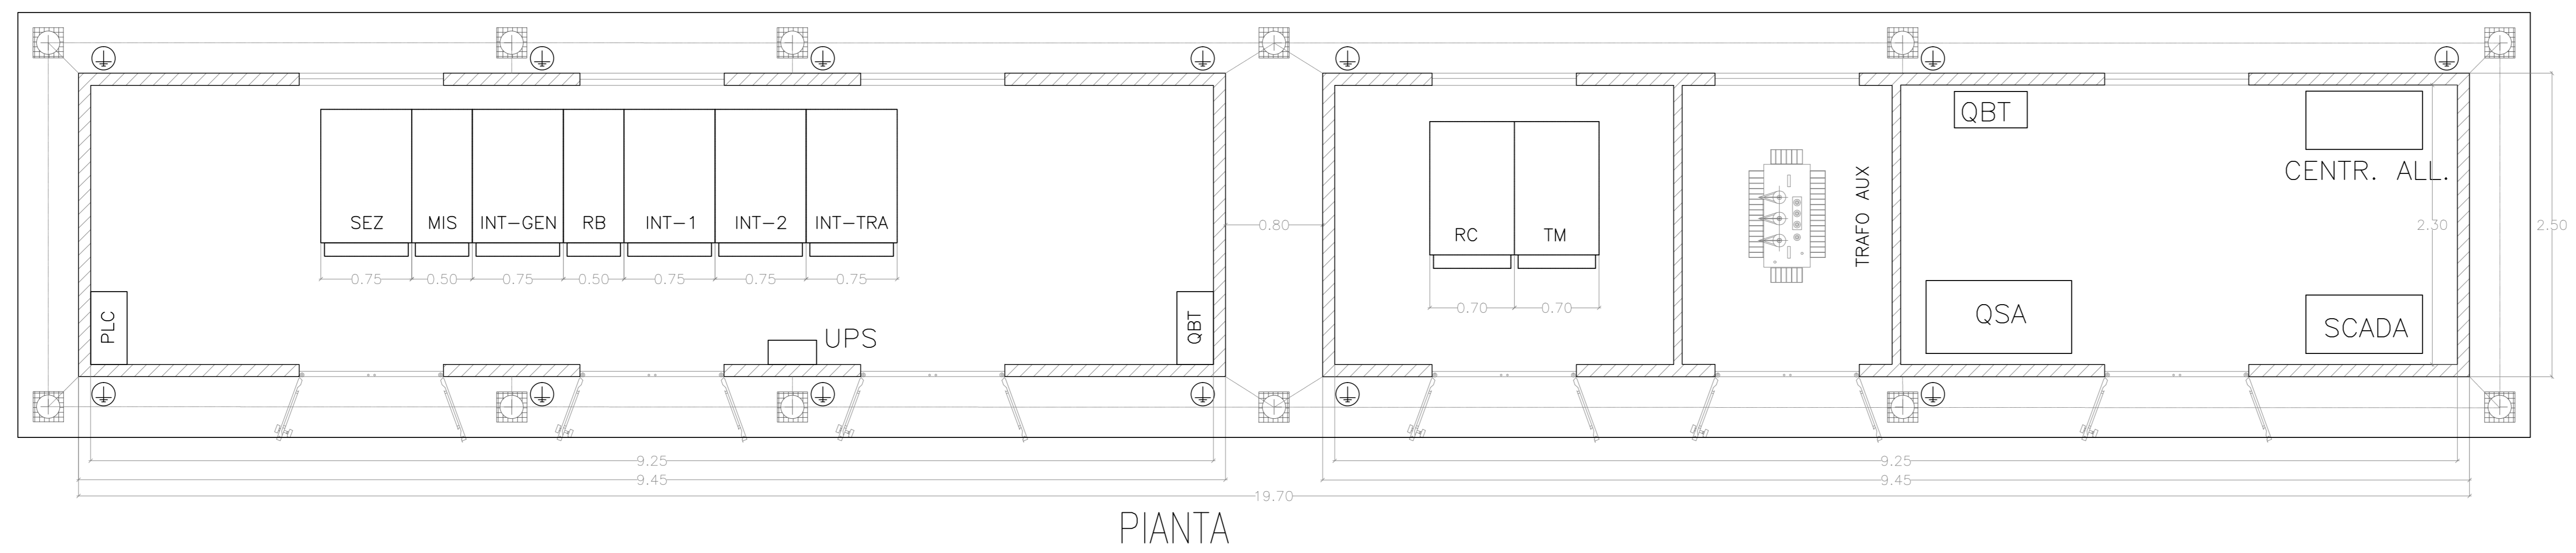 QBT
CENTR. ALL.
SEZ
MIS
INT-GEN
RB
INT-1
INT-2
INT-TRA
RC
TM
TRAFO AUX
0.80
2.30
2.50
0.75
0.50
0.75
0.50
0.75
0.75
0.75
0.70
0.70
PLC
UPS
QBT
QSA
SCADA
9.25
9.25
9.45
9.45
19.70
PIANTA